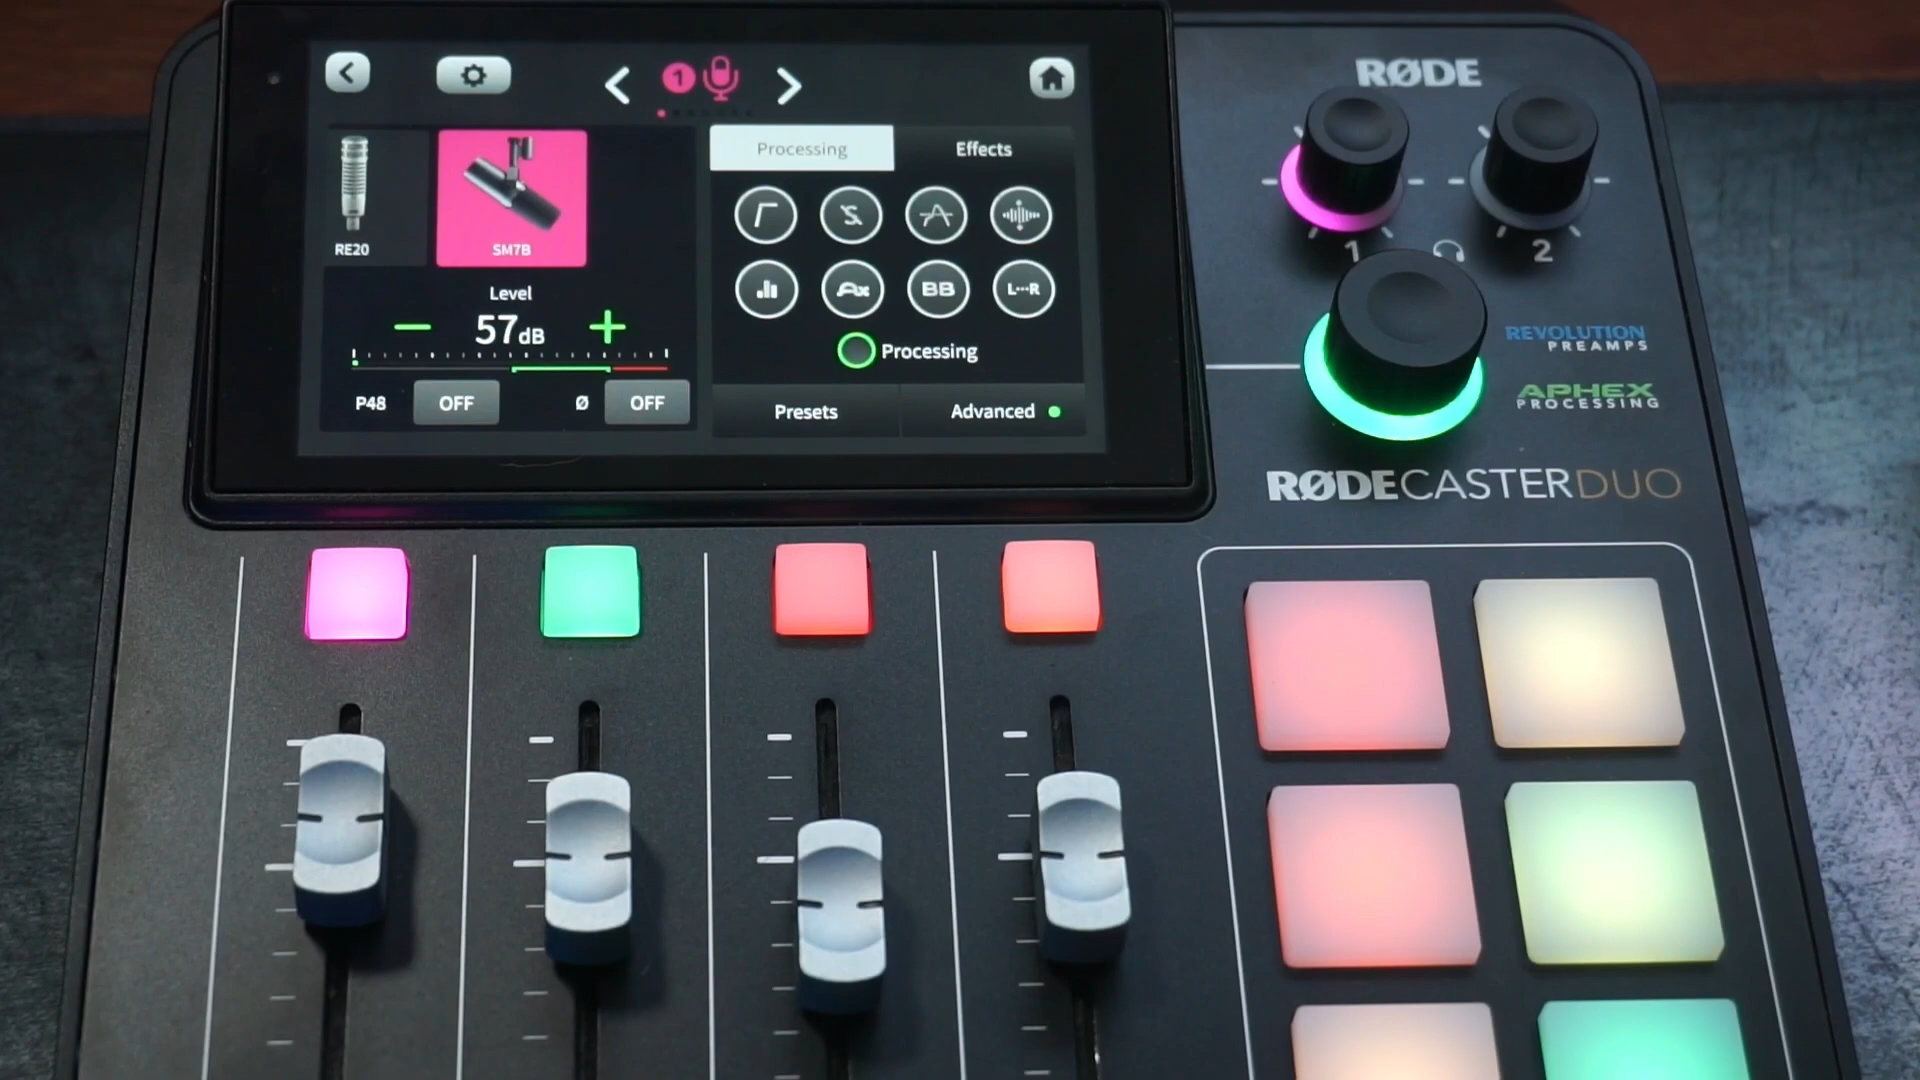 1
Processing
Effects
RE20
SM7B
Level
57dB
Ax
BB
L···R
Processing
P48
OFF
Ø
OFF
Presets
Advanced
RØDE
1
2
REVOLUTION
PREAMPS
APHEX
PROCESSING
RØDECASTERDUO